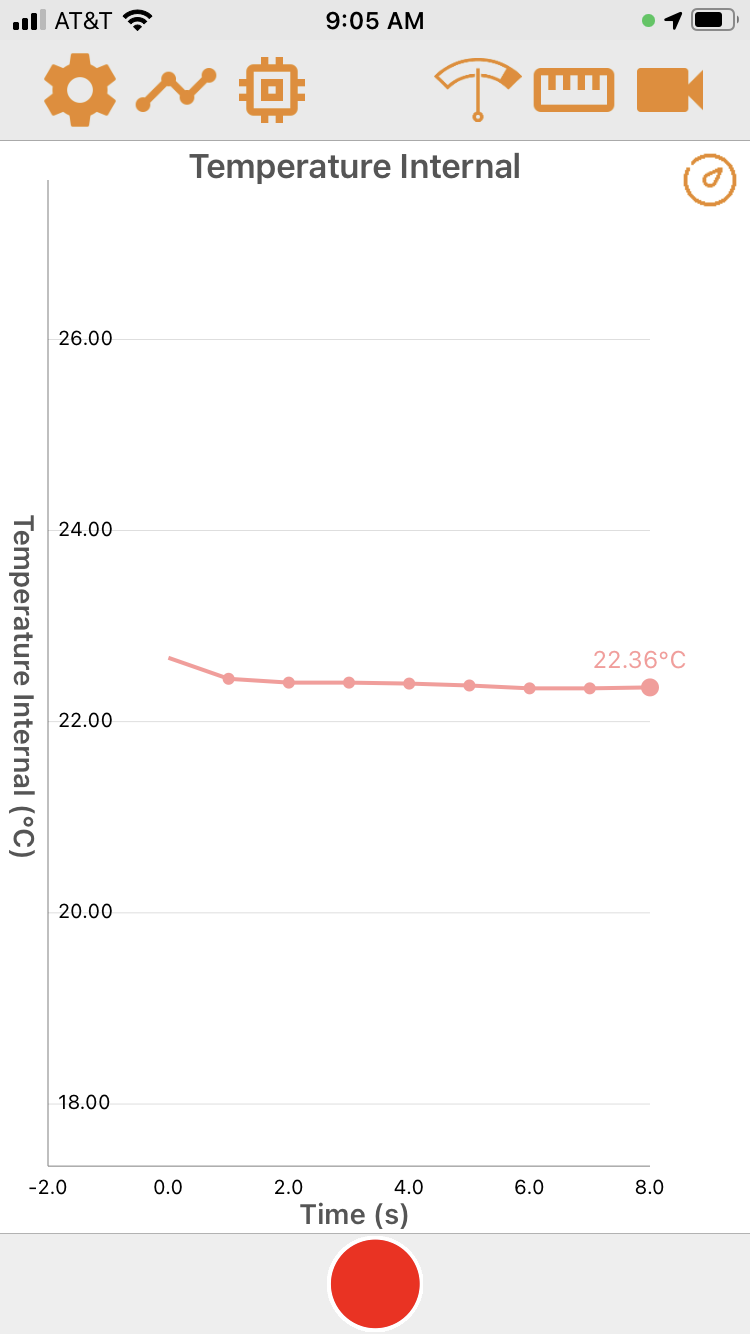 AT&T 9:05 AM
Temperature Internal
26.00
24.00
22.36°C
22.00
20.00
18.00
Temperature Internal (°C)
-2.0 0.0 2.0 4.0 6.0 8.0
Time (s)